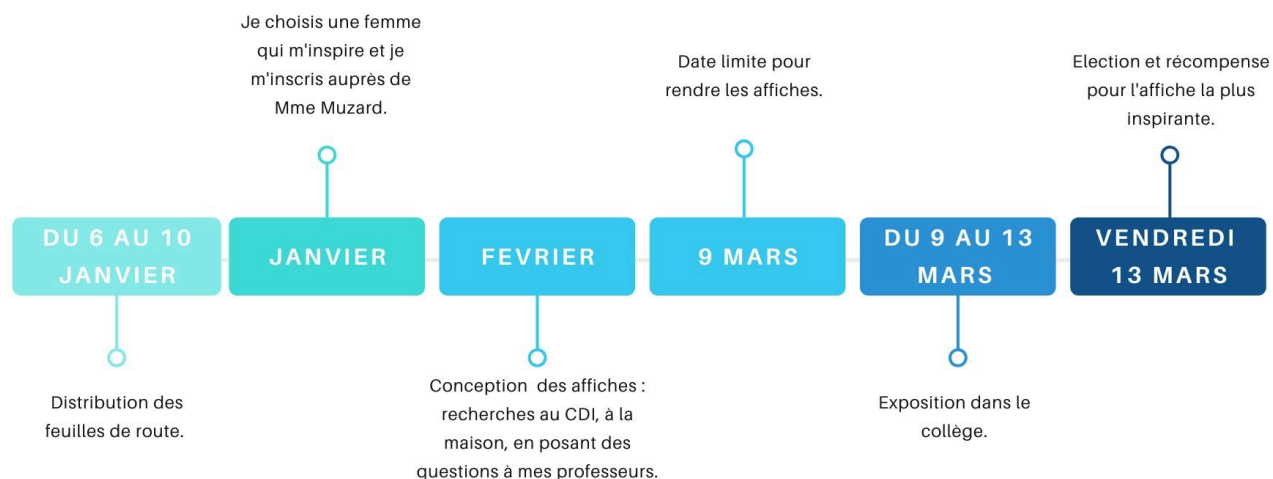 Je choisis une femme
qui m'inspire et je
m'inscris auprès de
Mme Muzard.
Date limite pour
rendre les affiches.
Election et récompense
pour l'affiche la plus
inspirante.
DU 6 AU 10
JANVIER
JANVIER
FEVRIER
9 MARS
DU 9 AU 13
MARS
VENDREDI
13 MARS
Distribution des
feuilles de route.
Conception des affiches :
recherches au CDI, à la
maison, en posant des
questions à mes professeurs.
Exposition dans le
collège.